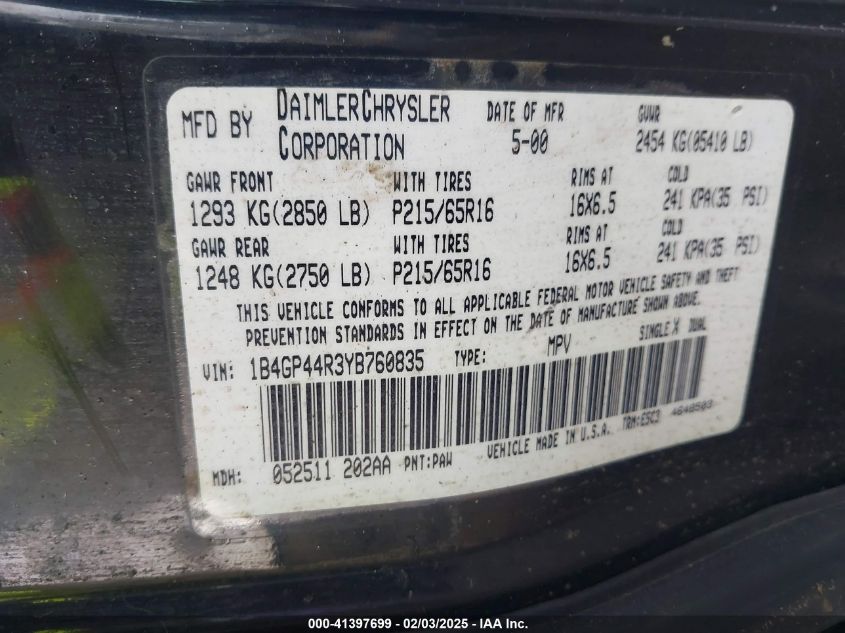 MFD BY DAIMLERCHRYSLER CORPORATION DATE OF MFR 5-00 GVWR 2454 KG(05410 LB)
GAWR FRONT WITH TIRES RIMS AT COLD
1293 KG(2850 LB) P215/65R16 16X6.5 241 KPA(35 PSI)
GAWR REAR WITH TIRES RIMS AT COLD
1248 KG(2750 LB) P215/65R16 16X6.5 241 KPA(35 PSI)
THIS VEHICLE CONFORMS TO ALL APPLICABLE FEDERAL MOTOR VEHICLE SAFETY AND THEFT
PREVENTION STANDARDS IN EFFECT ON THE DATE OF MANUFACTURE SHOWN ABOVE.
VIN: 1B4GP44R3YB760835 TYPE: MPV SINGLE X DUAL
VEHICLE MADE IN U.S.A. TRM:E5C3 4648503
MDH: 052511 202AA PNT:PAW
000-41397699 - 02/03/2025 - IAA Inc.